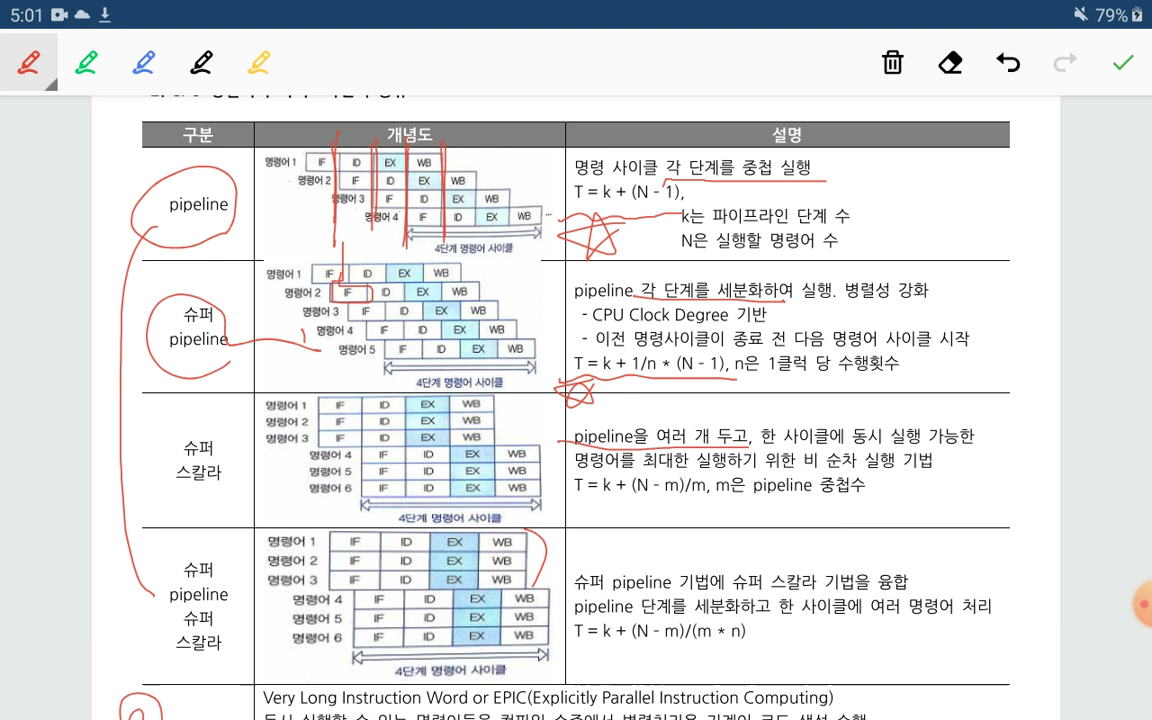 5:01
79%
구분 개념도 설명
pipeline
명령어 1 IF ID EX WB
명령어 2 IF ID EX WB
명령어 3 IF ID EX WB
명령어 4 IF ID EX WB ...
4단계 명령어 사이클
명령 사이클 각 단계를 중첩 실행
T = k + (N - 1),
k는 파이프라인 단계 수
N은 실행할 명령어 수
슈퍼
pipeline
명령어 1 IF ID EX WB
명령어 2 IF ID EX WB
명령어 3 IF ID EX WB
명령어 4 IF ID EX WB
명령어 5 IF ID EX WB
4단계 명령어 사이클
pipeline 각 단계를 세분화하여 실행. 병렬성 강화
- CPU Clock Degree 기반
- 이전 명령사이클이 종료 전 다음 명령어 사이클 시작
T = k + 1/n * (N - 1), n은 1클럭 당 수행횟수
슈퍼
스칼라
명령어 1 IF ID EX WB
명령어 2 IF ID EX WB
명령어 3 IF ID EX WB
명령어 4 IF ID EX WB
명령어 5 IF ID EX WB
명령어 6 IF ID EX WB
4단계 명령어 사이클
pipeline을 여러 개 두고, 한 사이클에 동시 실행 가능한
명령어를 최대한 실행하기 위한 비 순차 실행 기법
T = k + (N - m)/m, m은 pipeline 중첩수
슈퍼
pipeline
슈퍼
스칼라
명령어 1 IF ID EX WB
명령어 2 IF ID EX WB
명령어 3 IF ID EX WB
명령어 4 IF ID EX WB
명령어 5 IF ID EX WB
명령어 6 IF ID EX WB
4단계 명령어 사이클
슈퍼 pipeline 기법에 슈퍼 스칼라 기법을 융합
pipeline 단계를 세분화하고 한 사이클에 여러 명령어 처리
T = k + (N - m)/(m * n)
Very Long Instruction Word or EPIC(Explicitly Parallel Instruction Computing)